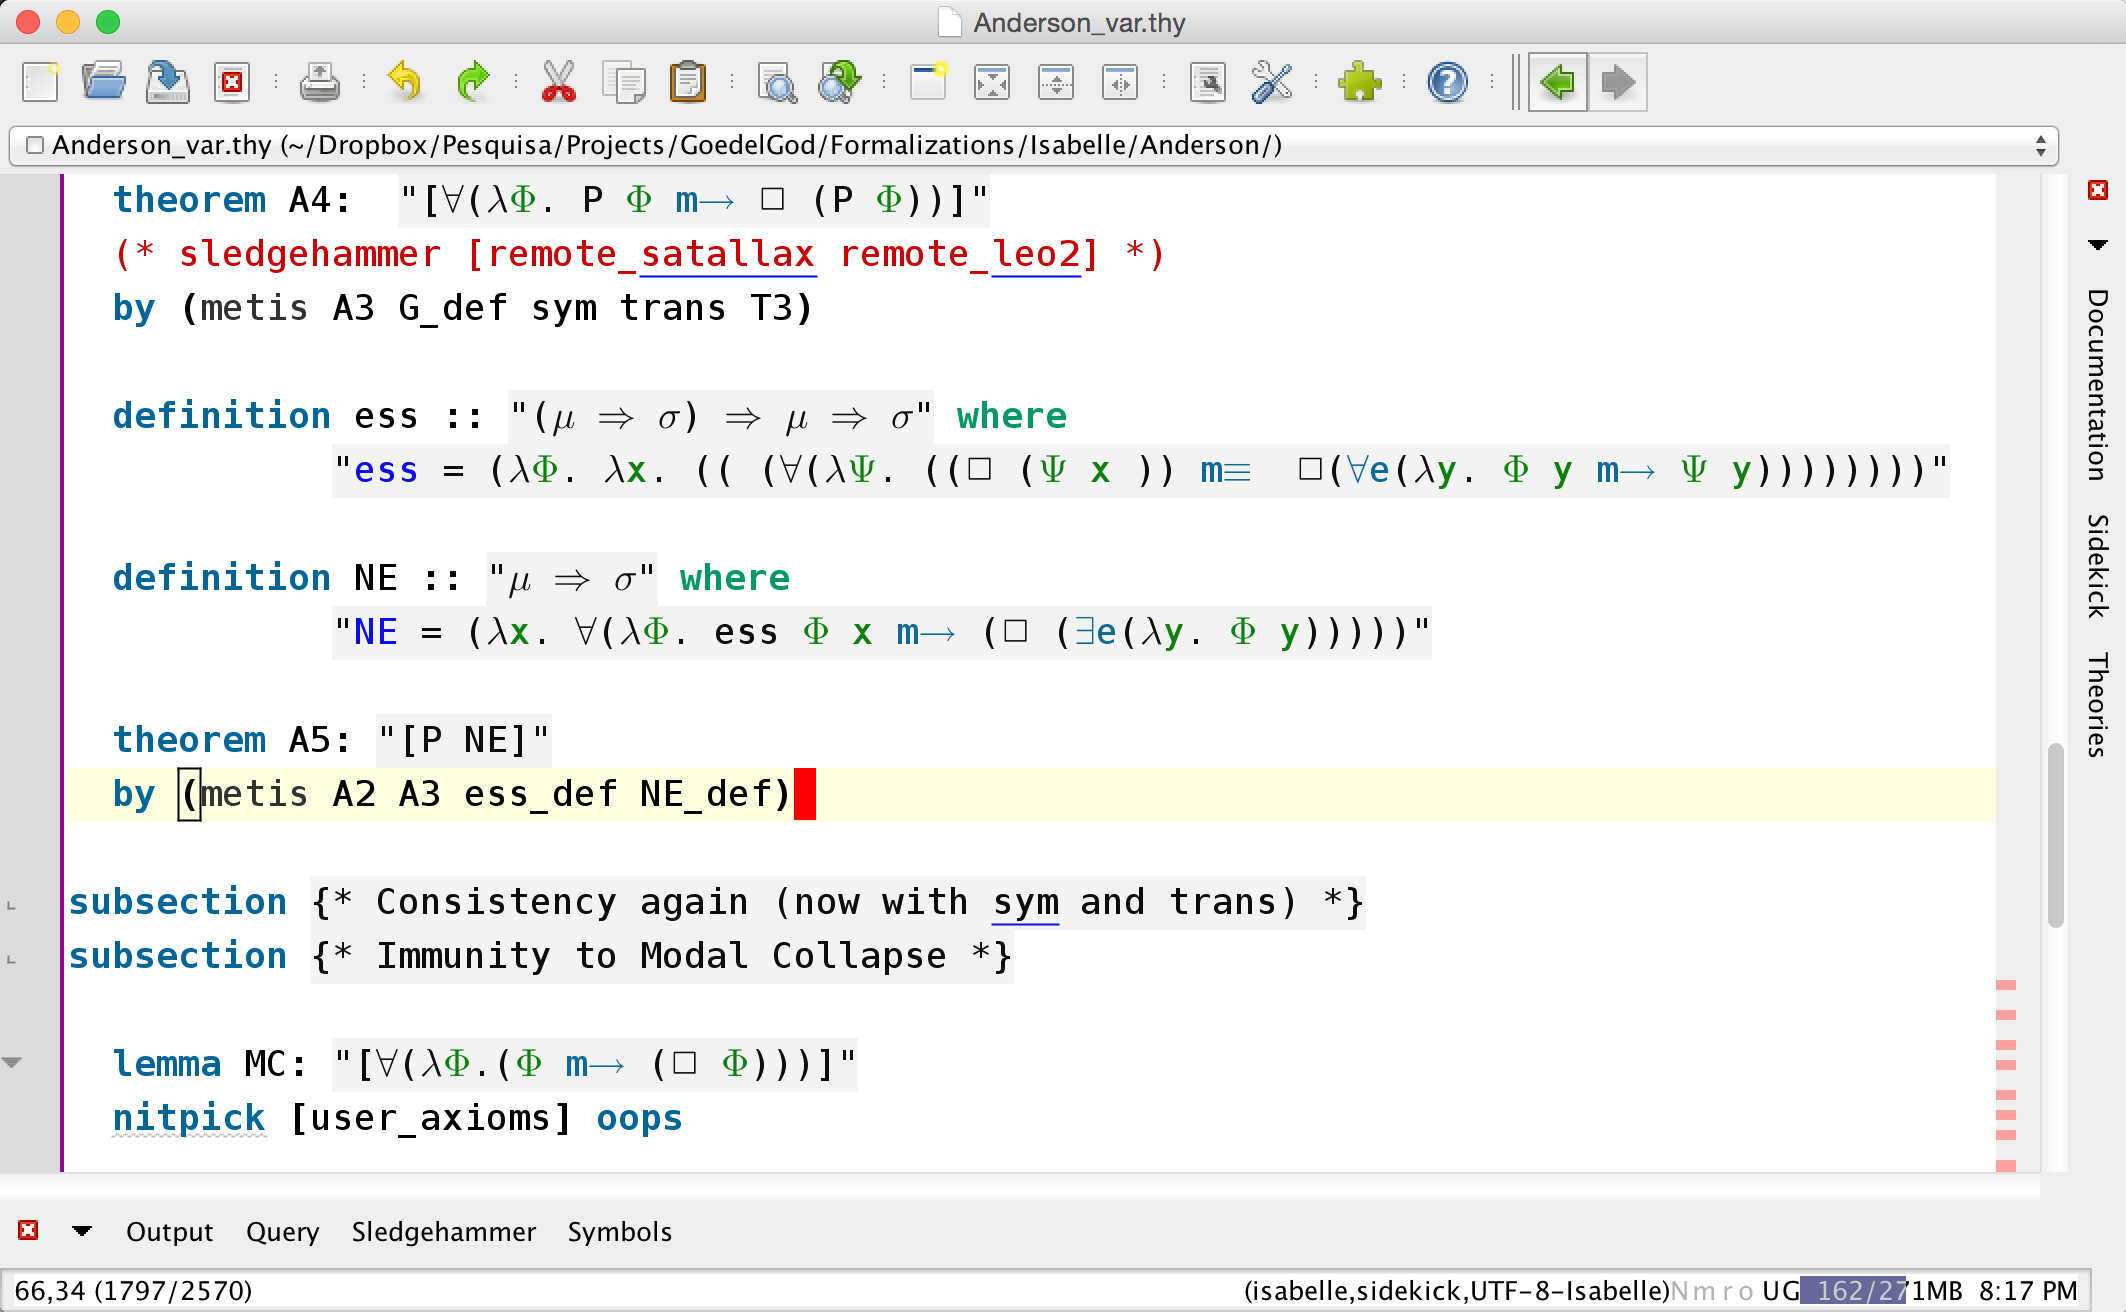 Anderson_var.thy
Anderson_var.thy (~/Dropbox/Pesquisa/Projects/GoedelGod/Formalizations/Isabelle/Anderson/)
theorem A4: "[∀(λΦ. P Φ m→ □ (P Φ))]"
(* sledgehammer [remote_satallax remote_leo2] *)
by (metis A3 G_def sym trans T3)
definition ess :: "(μ ⇒ σ) ⇒ μ ⇒ σ" where
"ess = (λΦ. λx. (( (∀(λΨ. ((□ (Ψ x )) m≡ □(∀e(λy. Φ y m→ Ψ y))))))))"
definition NE :: "μ ⇒ σ" where
"NE = (λx. ∀(λΦ. ess Φ x m→ (□ (∃e(λy. Φ y)))))"
theorem A5: "[P NE]"
by (metis A2 A3 ess_def NE_def)
subsection {* Consistency again (now with sym and trans) *}
subsection {* Immunity to Modal Collapse *}
lemma MC: "[∀(λΦ.(Φ m→ (□ Φ)))]"
nitpick [user_axioms] oops
Documentation
Sidekick
Theories
Output Query Sledgehammer Symbols
66,34 (1797/2570) (isabelle,sidekick,UTF-8-Isabelle)Nmro UG 162/271MB 8:17 PM